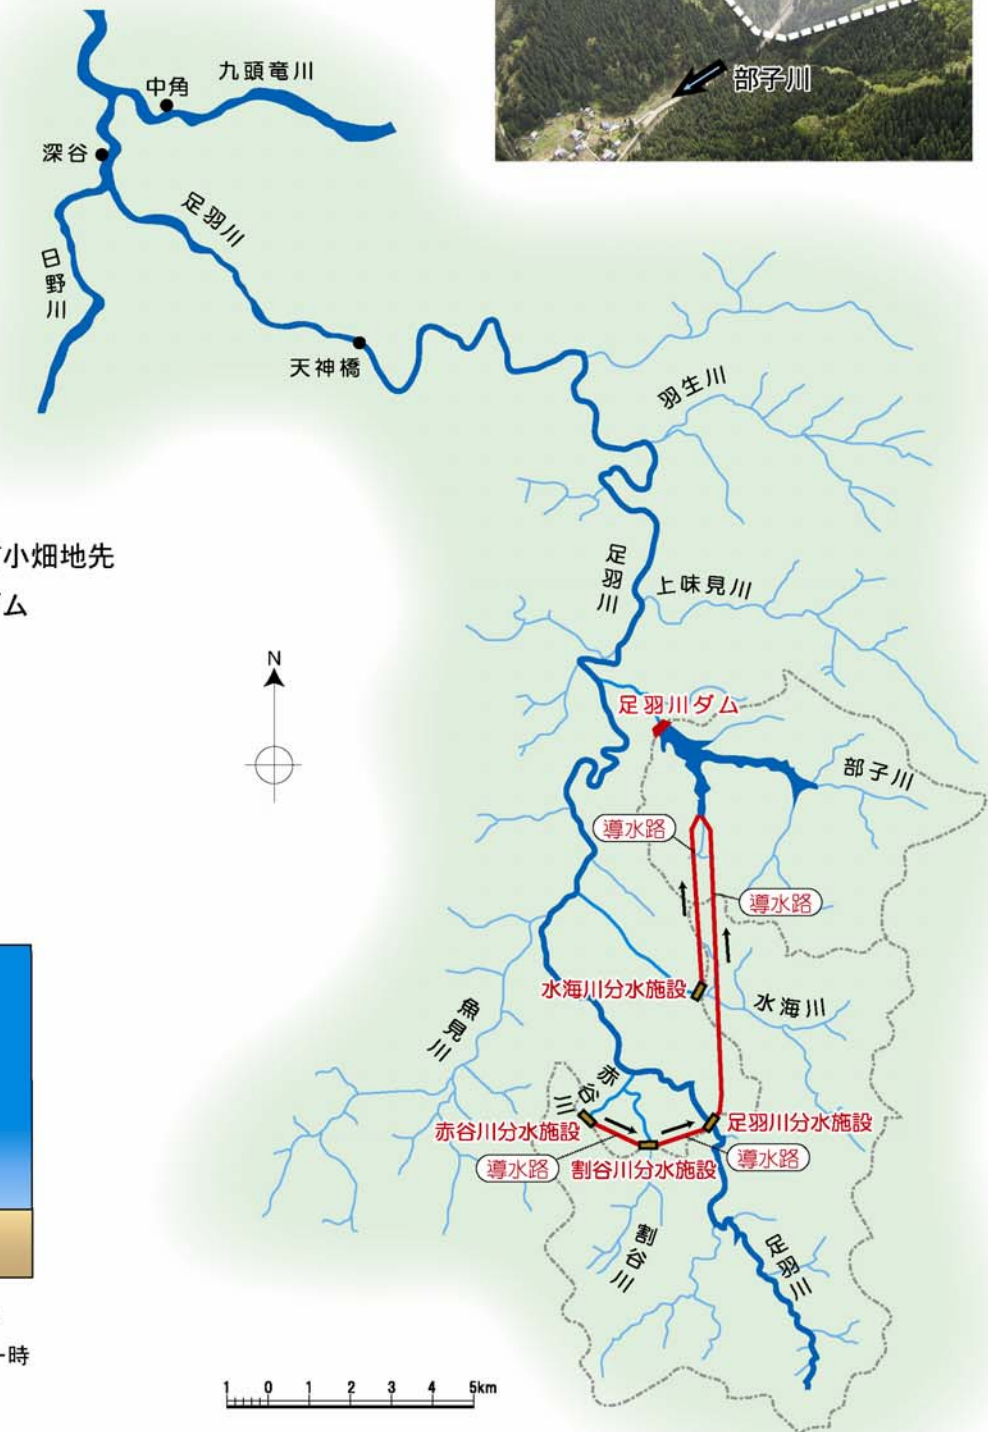 部子川
九頭竜川
中角
深谷
足羽川
日野川
天神橋
羽生川
小畑地先
足羽川
上味見川
ム
N
足羽川ダム
部子川
導水路
導水路
水海川分水施設
水海川
魚見川
赤谷川
足羽川分水施設
赤谷川分水施設
導水路
割谷川分水施設
導水路
割谷川
足羽川
時
1 0 1 2 3 4 5km